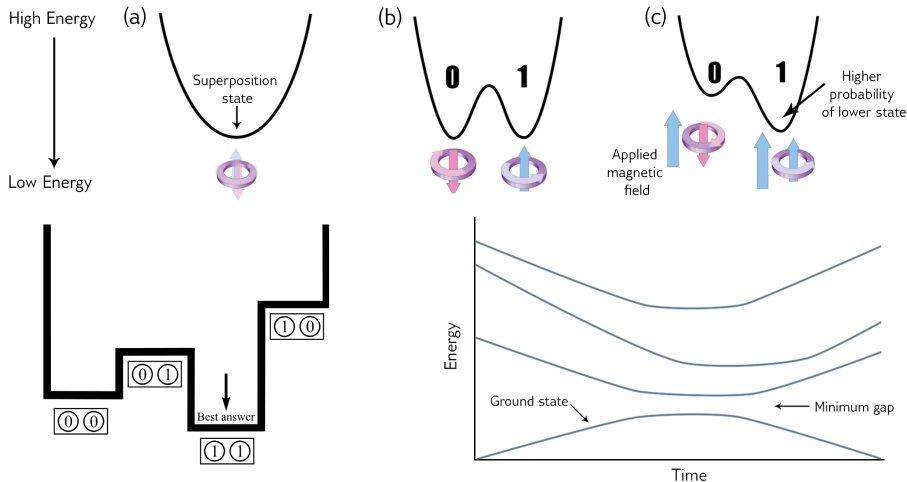 High Energy
Low Energy
(a)
Superposition
state
(b)
0 1
(c)
0 1
Higher
probability
of lower state
Applied
magnetic
field
0 0
0 1
Best answer
1 1
1 0
Energy
Ground state
Minimum gap
Time